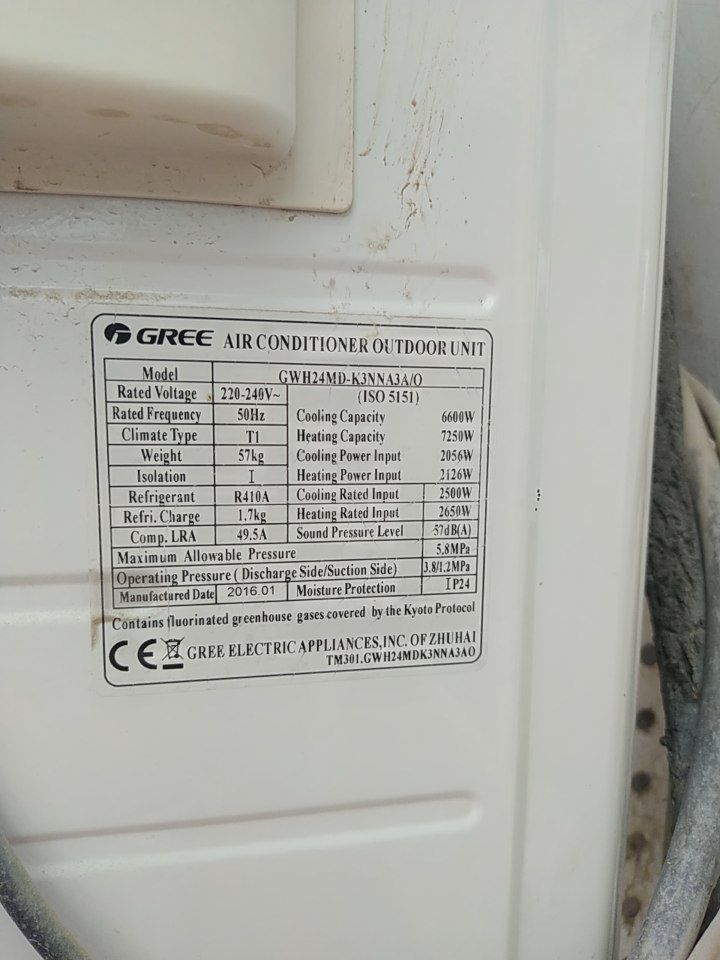 GREE AIR CONDITIONER OUTDOOR UNIT
Model GWH24MD-K3NNA3A/O
Rated Voltage 220-240V~ (ISO 5151)
Rated Frequency 50Hz Cooling Capacity 6600W
Climate Type T1 Heating Capacity 7250W
Weight 57kg Cooling Power Input 2056W
Isolation I Heating Power Input 2126W
Refrigerant R410A Cooling Rated Input 2500W
Refri. Charge 1.7kg Heating Rated Input 2650W
Comp. LRA 49.5A Sound Pressure Level 57dB(A)
Maximum Allowable Pressure 5.8MPa
Operating Pressure ( Discharge Side/Suction Side) 3.8/1.2MPa
Manufactured Date 2016.01 Moisture Protection IP24
Contains fluorinated greenhouse gases covered by the Kyoto Protocol
CE GREE ELECTRIC APPLIANCES,INC. OF ZHUHAI
TM301.GWH24MDK3NNA3AO